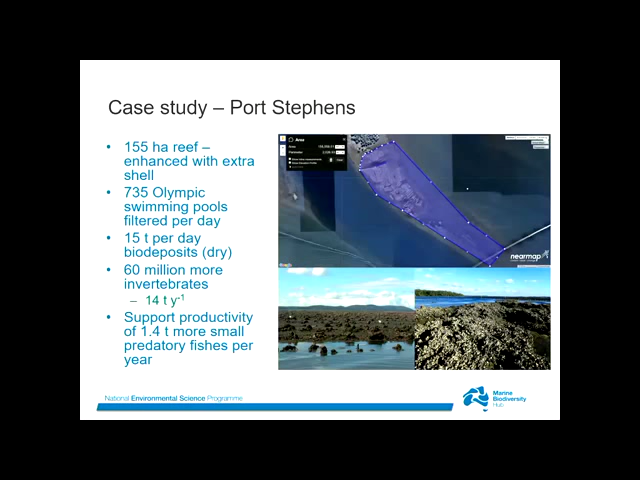 Case study – Port Stephens
• 155 ha reef –
enhanced with extra
shell
• 735 Olympic
swimming pools
filtered per day
• 15 t per day
biodeposits (dry)
• 60 million more
invertebrates
– 14 t y-1
• Support productivity
of 1.4 t more small
predatory fishes per
year
Area
nearmap
National Environmental Science Programme
Marine
Biodiversity
Hub